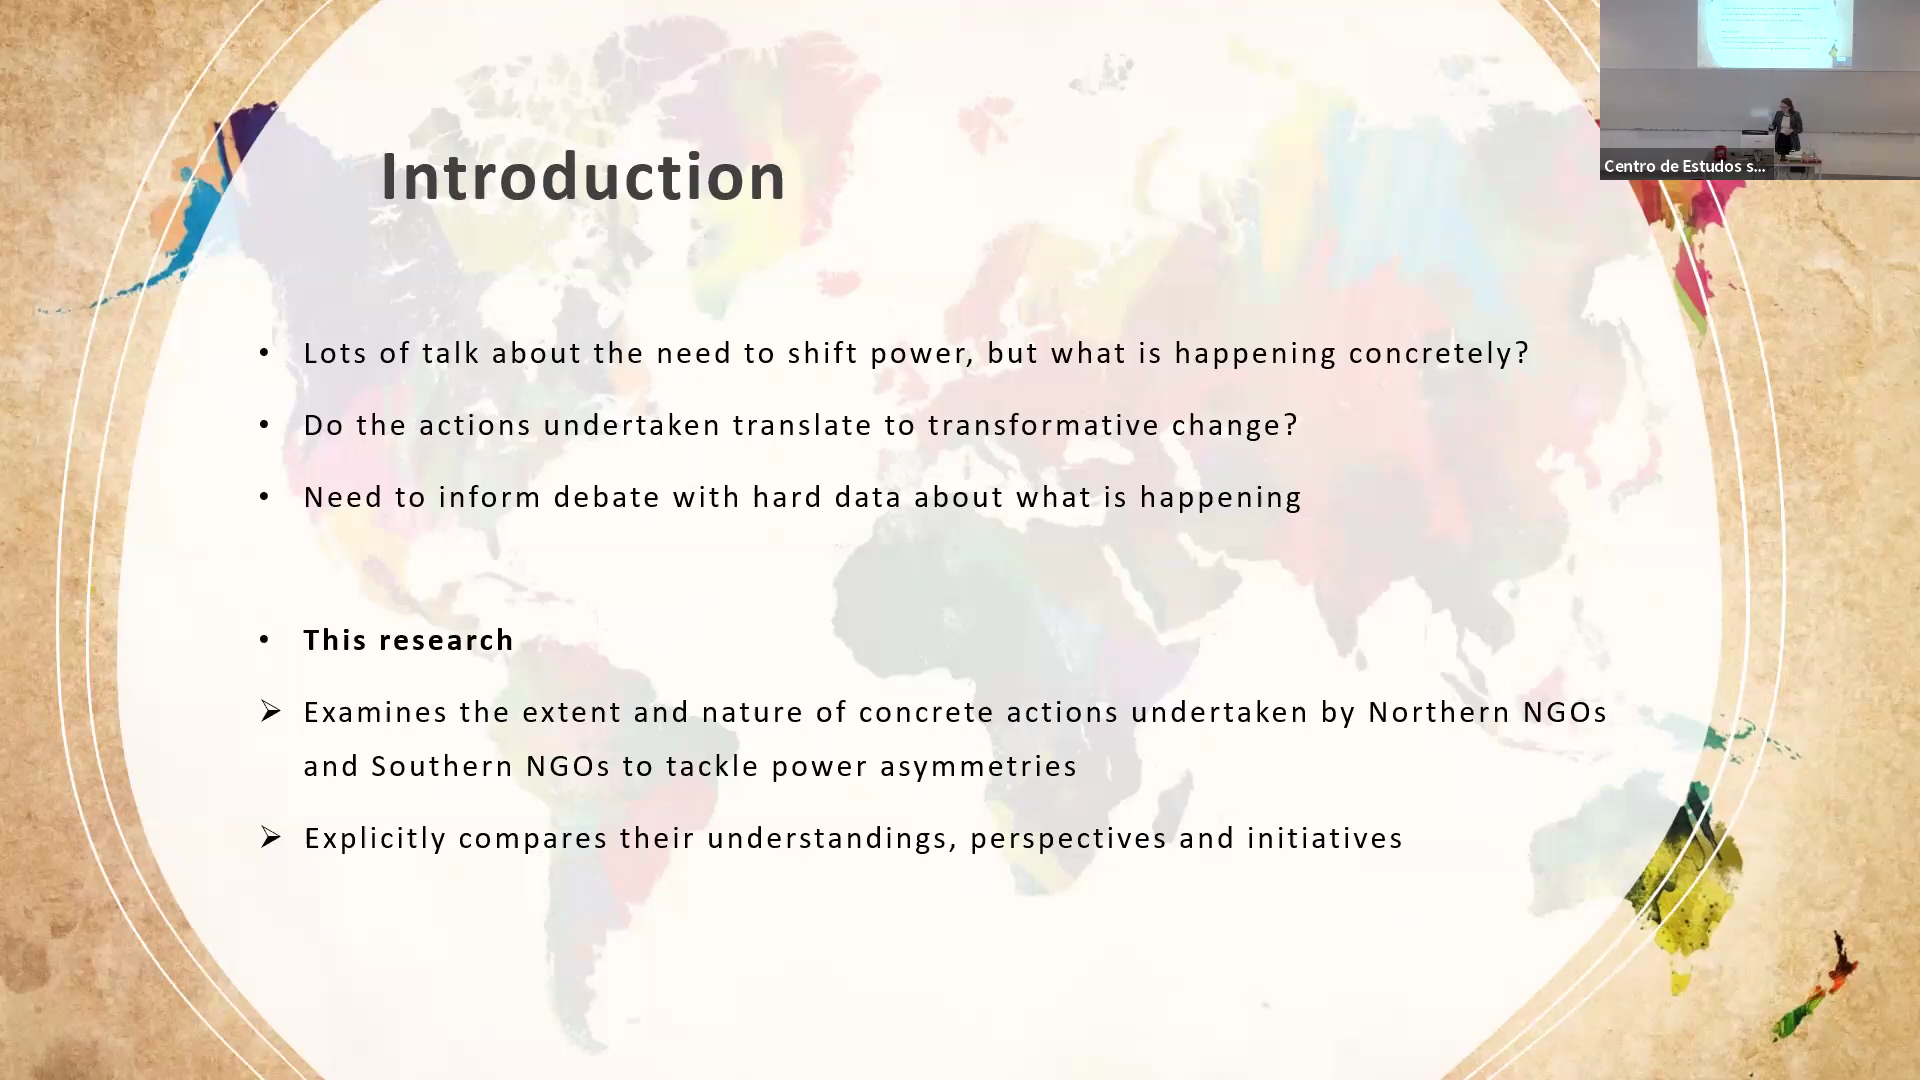 Introduction
Centro de Estudos s...
• Lots of talk about the need to shift power, but what is happening concretely?
• Do the actions undertaken translate to transformative change?
• Need to inform debate with hard data about what is happening
• This research
➢ Examines the extent and nature of concrete actions undertaken by Northern NGOs
and Southern NGOs to tackle power asymmetries
➢ Explicitly compares their understandings, perspectives and initiatives